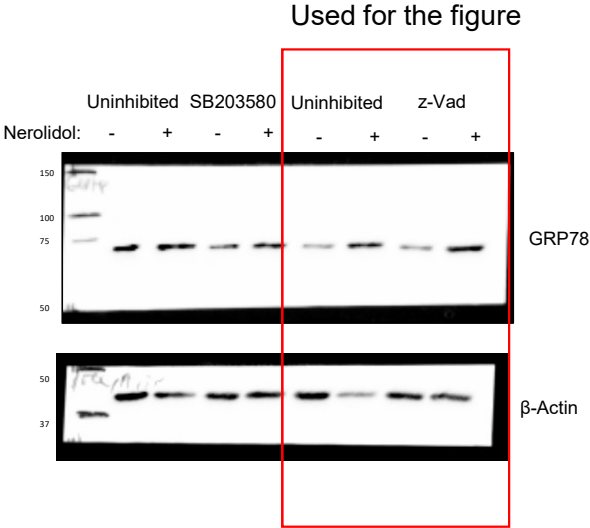 Used for the figure
Uninhibited SB203580 Uninhibited z-Vad
Nerolidol: - + - + - + - +
150
100
75
GRP78
50
50
β-Actin
37